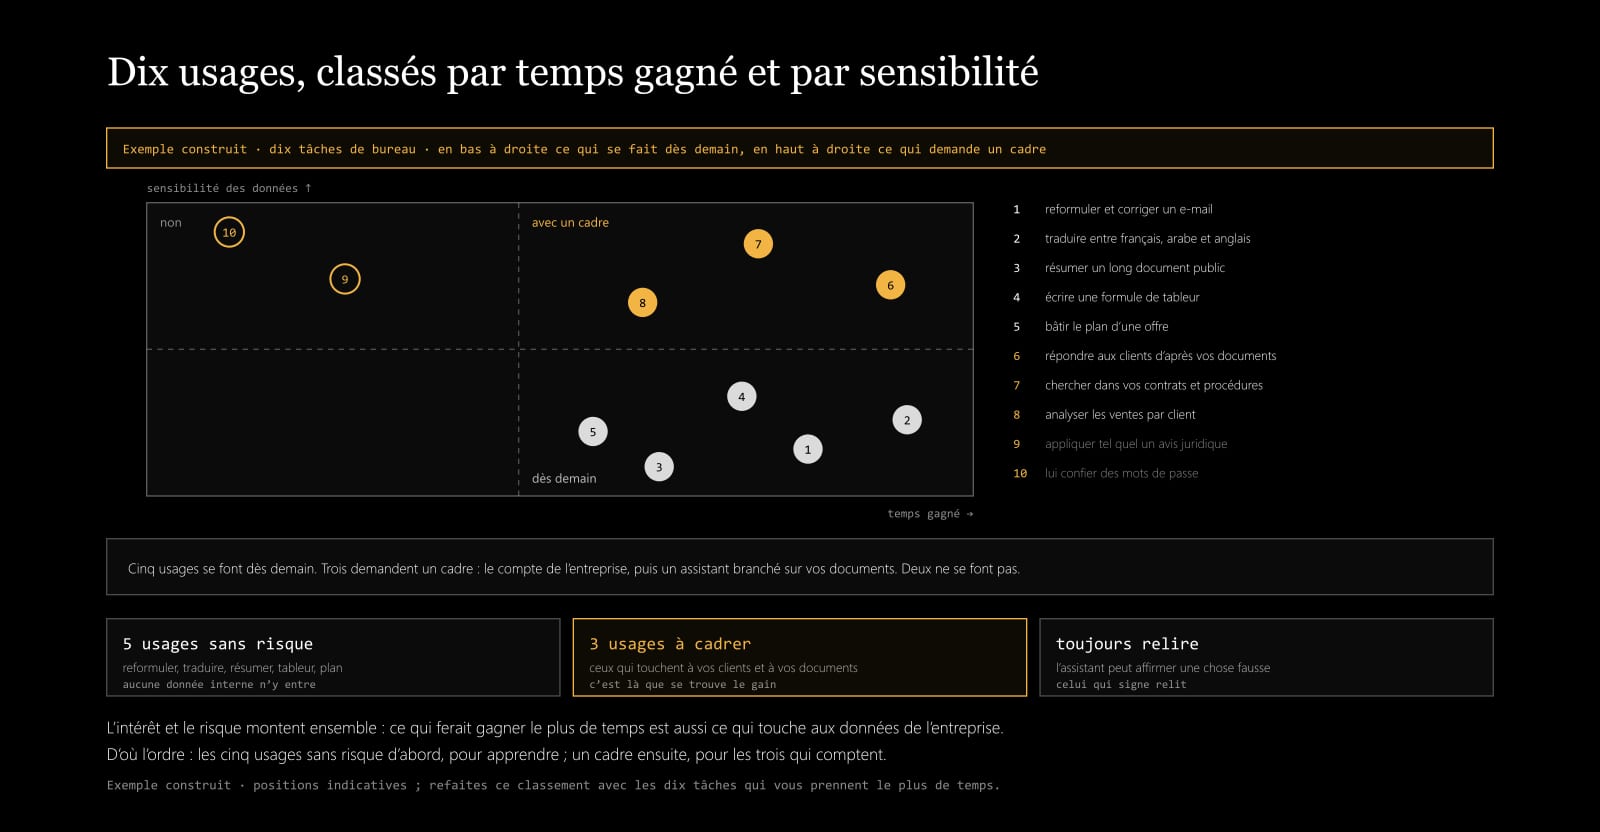 Dix usages, classés par temps gagné et par sensibilité
Exemple construit · dix tâches de bureau · en bas à droite ce qui se fait dès demain, en haut à droite ce qui demande un cadre
sensibilité des données ↑
non
avec un cadre
10
9
7
6
8
4
2
5
1
3
dès demain
temps gagné →
1 reformuler et corriger un e-mail
2 traduire entre français, arabe et anglais
3 résumer un long document public
4 écrire une formule de tableur
5 bâtir le plan d’une offre
6 répondre aux clients d’après vos documents
7 chercher dans vos contrats et procédures
8 analyser les ventes par client
9 appliquer tel quel un avis juridique
10 lui confier des mots de passe
Cinq usages se font dès demain. Trois demandent un cadre : le compte de l’entreprise, puis un assistant branché sur vos documents. Deux ne se font pas.
5 usages sans risque
reformuler, traduire, résumer, tableur, plan
aucune donnée interne n’y entre
3 usages à cadrer
ceux qui touchent à vos clients et à vos documents
c’est là que se trouve le gain
toujours relire
l’assistant peut affirmer une chose fausse
celui qui signe relit
L’intérêt et le risque montent ensemble : ce qui ferait gagner le plus de temps est aussi ce qui touche aux données de l’entreprise.
D’où l’ordre : les cinq usages sans risque d’abord, pour apprendre ; un cadre ensuite, pour les trois qui comptent.
Exemple construit · positions indicatives ; refaites ce classement avec les dix tâches qui vous prennent le plus de temps.